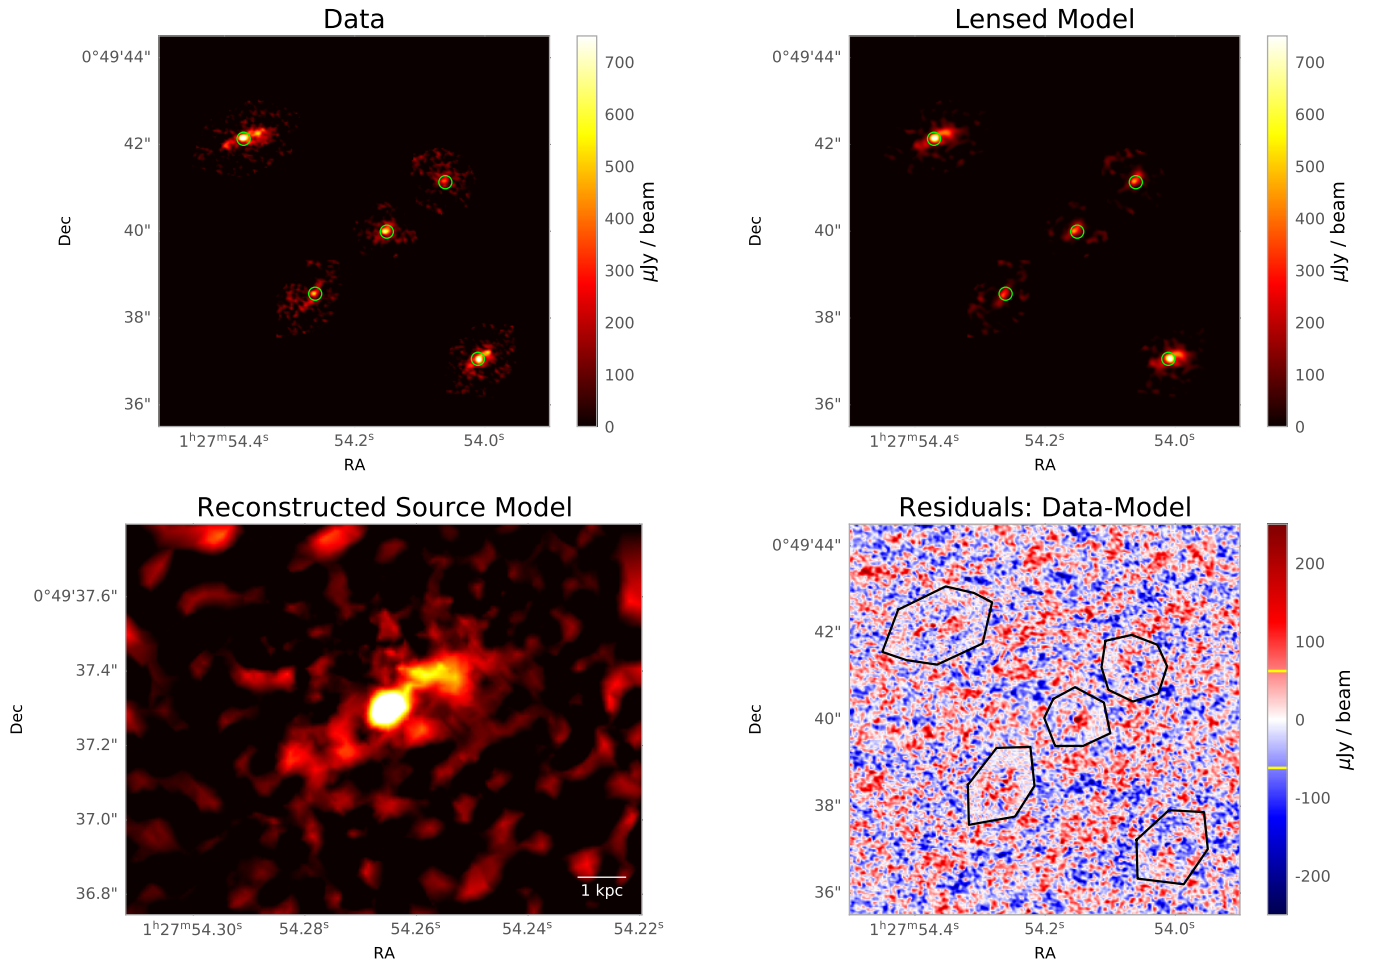 Data
0°49'44"
42"
40"
38"
36"
Dec
1ʰ27ᵐ54.4ˢ
54.2ˢ
54.0ˢ
RA
700
600
500
400
300
200
100
0
μJy / beam
Lensed Model
0°49'44"
42"
40"
38"
36"
Dec
1ʰ27ᵐ54.4ˢ
54.2ˢ
54.0ˢ
RA
700
600
500
400
300
200
100
0
μJy / beam
Reconstructed Source Model
0°49'37.6"
37.4"
37.2"
37.0"
36.8"
Dec
1 kpc
1ʰ27ᵐ54.30ˢ
54.28ˢ
54.26ˢ
54.24ˢ
54.22ˢ
RA
Residuals: Data-Model
0°49'44"
42"
40"
38"
36"
Dec
1ʰ27ᵐ54.4ˢ
54.2ˢ
54.0ˢ
RA
200
100
0
-100
-200
μJy / beam